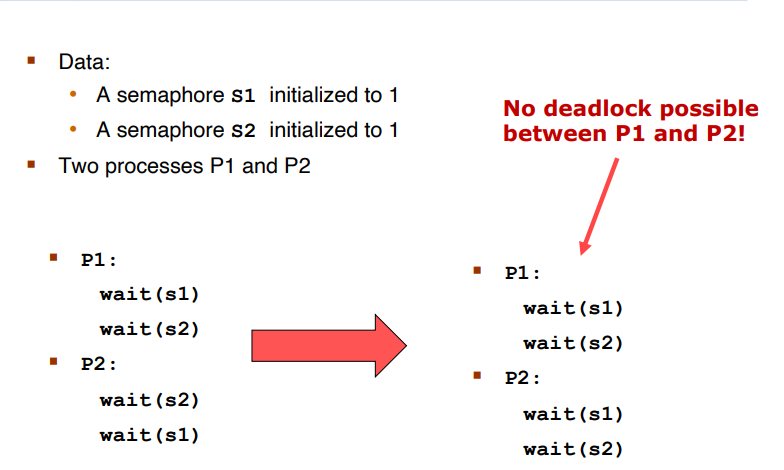 Data:
A semaphore S1 initialized to 1
A semaphore S2 initialized to 1
Two processes P1 and P2
No deadlock possible
between P1 and P2!
P1:
wait(s1)
wait(s2)
P2:
wait(s2)
wait(s1)
P1:
wait(s1)
wait(s2)
P2:
wait(s1)
wait(s2)